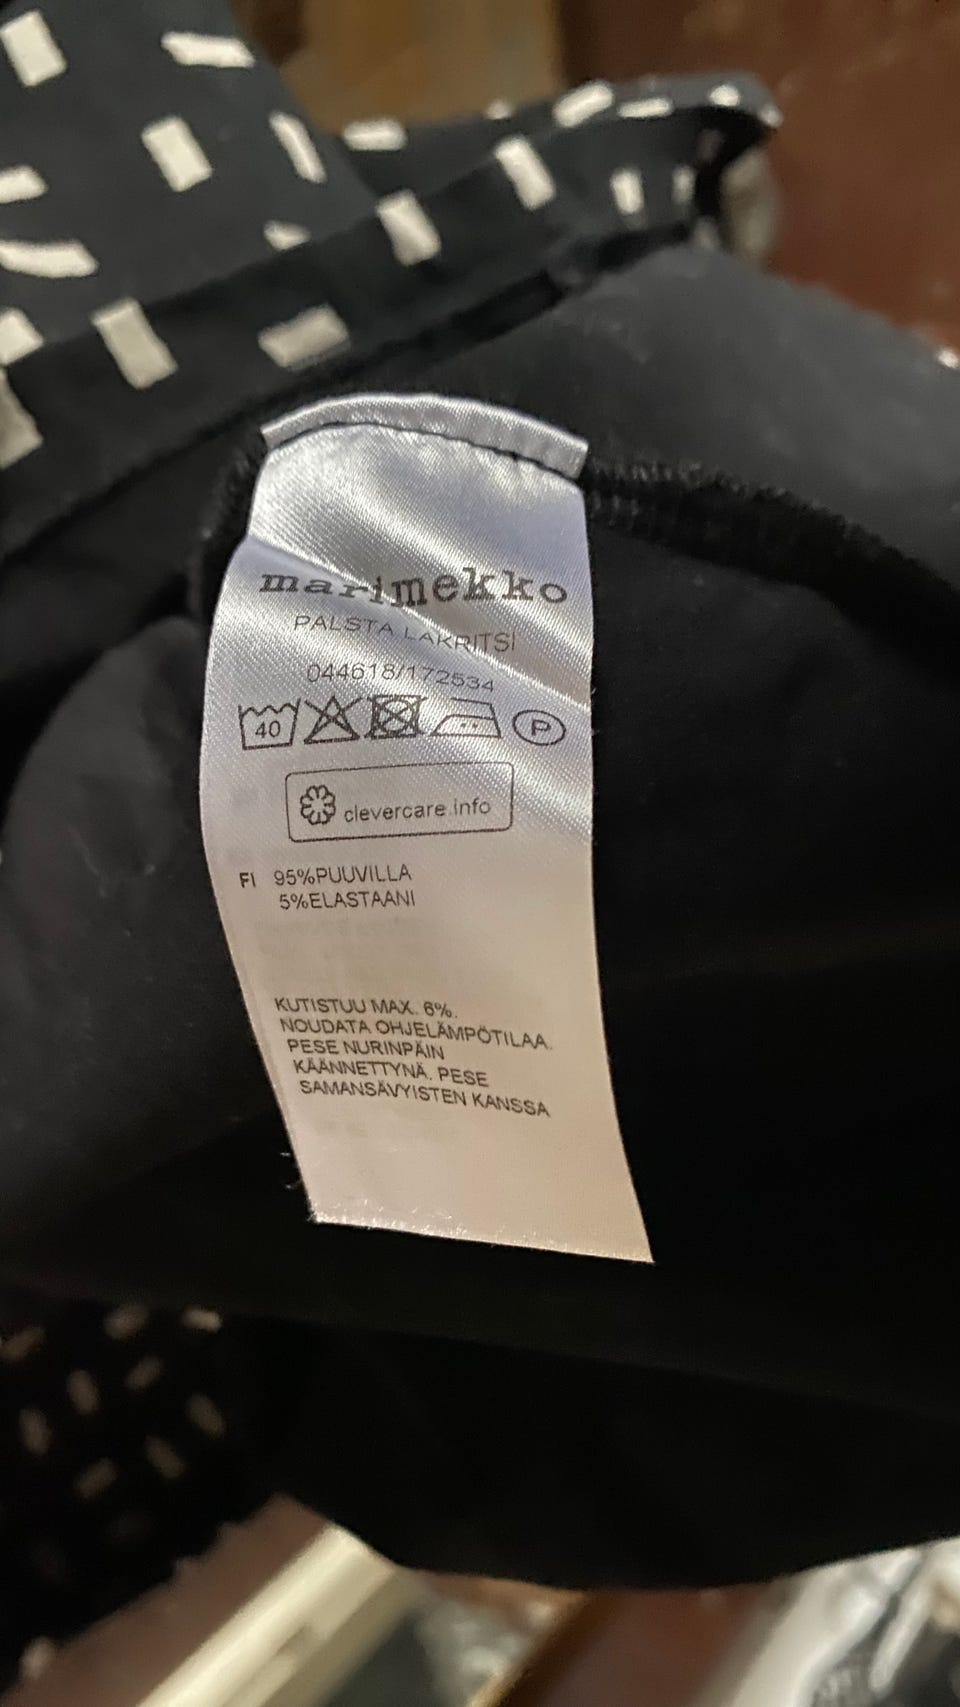 marimekko
PALSTA LAKRITSI
044618/172534
40 P
clevercare.info
FI 95%PUUVILLA
5%ELASTAANI
KUTISTUU MAX. 6%.
NOUDATA OHJELÄMPÖTILAA.
PESE NURINPÄIN
KÄÄNNETTYNÄ. PESE
SAMANSÄVYISTEN KANSSA